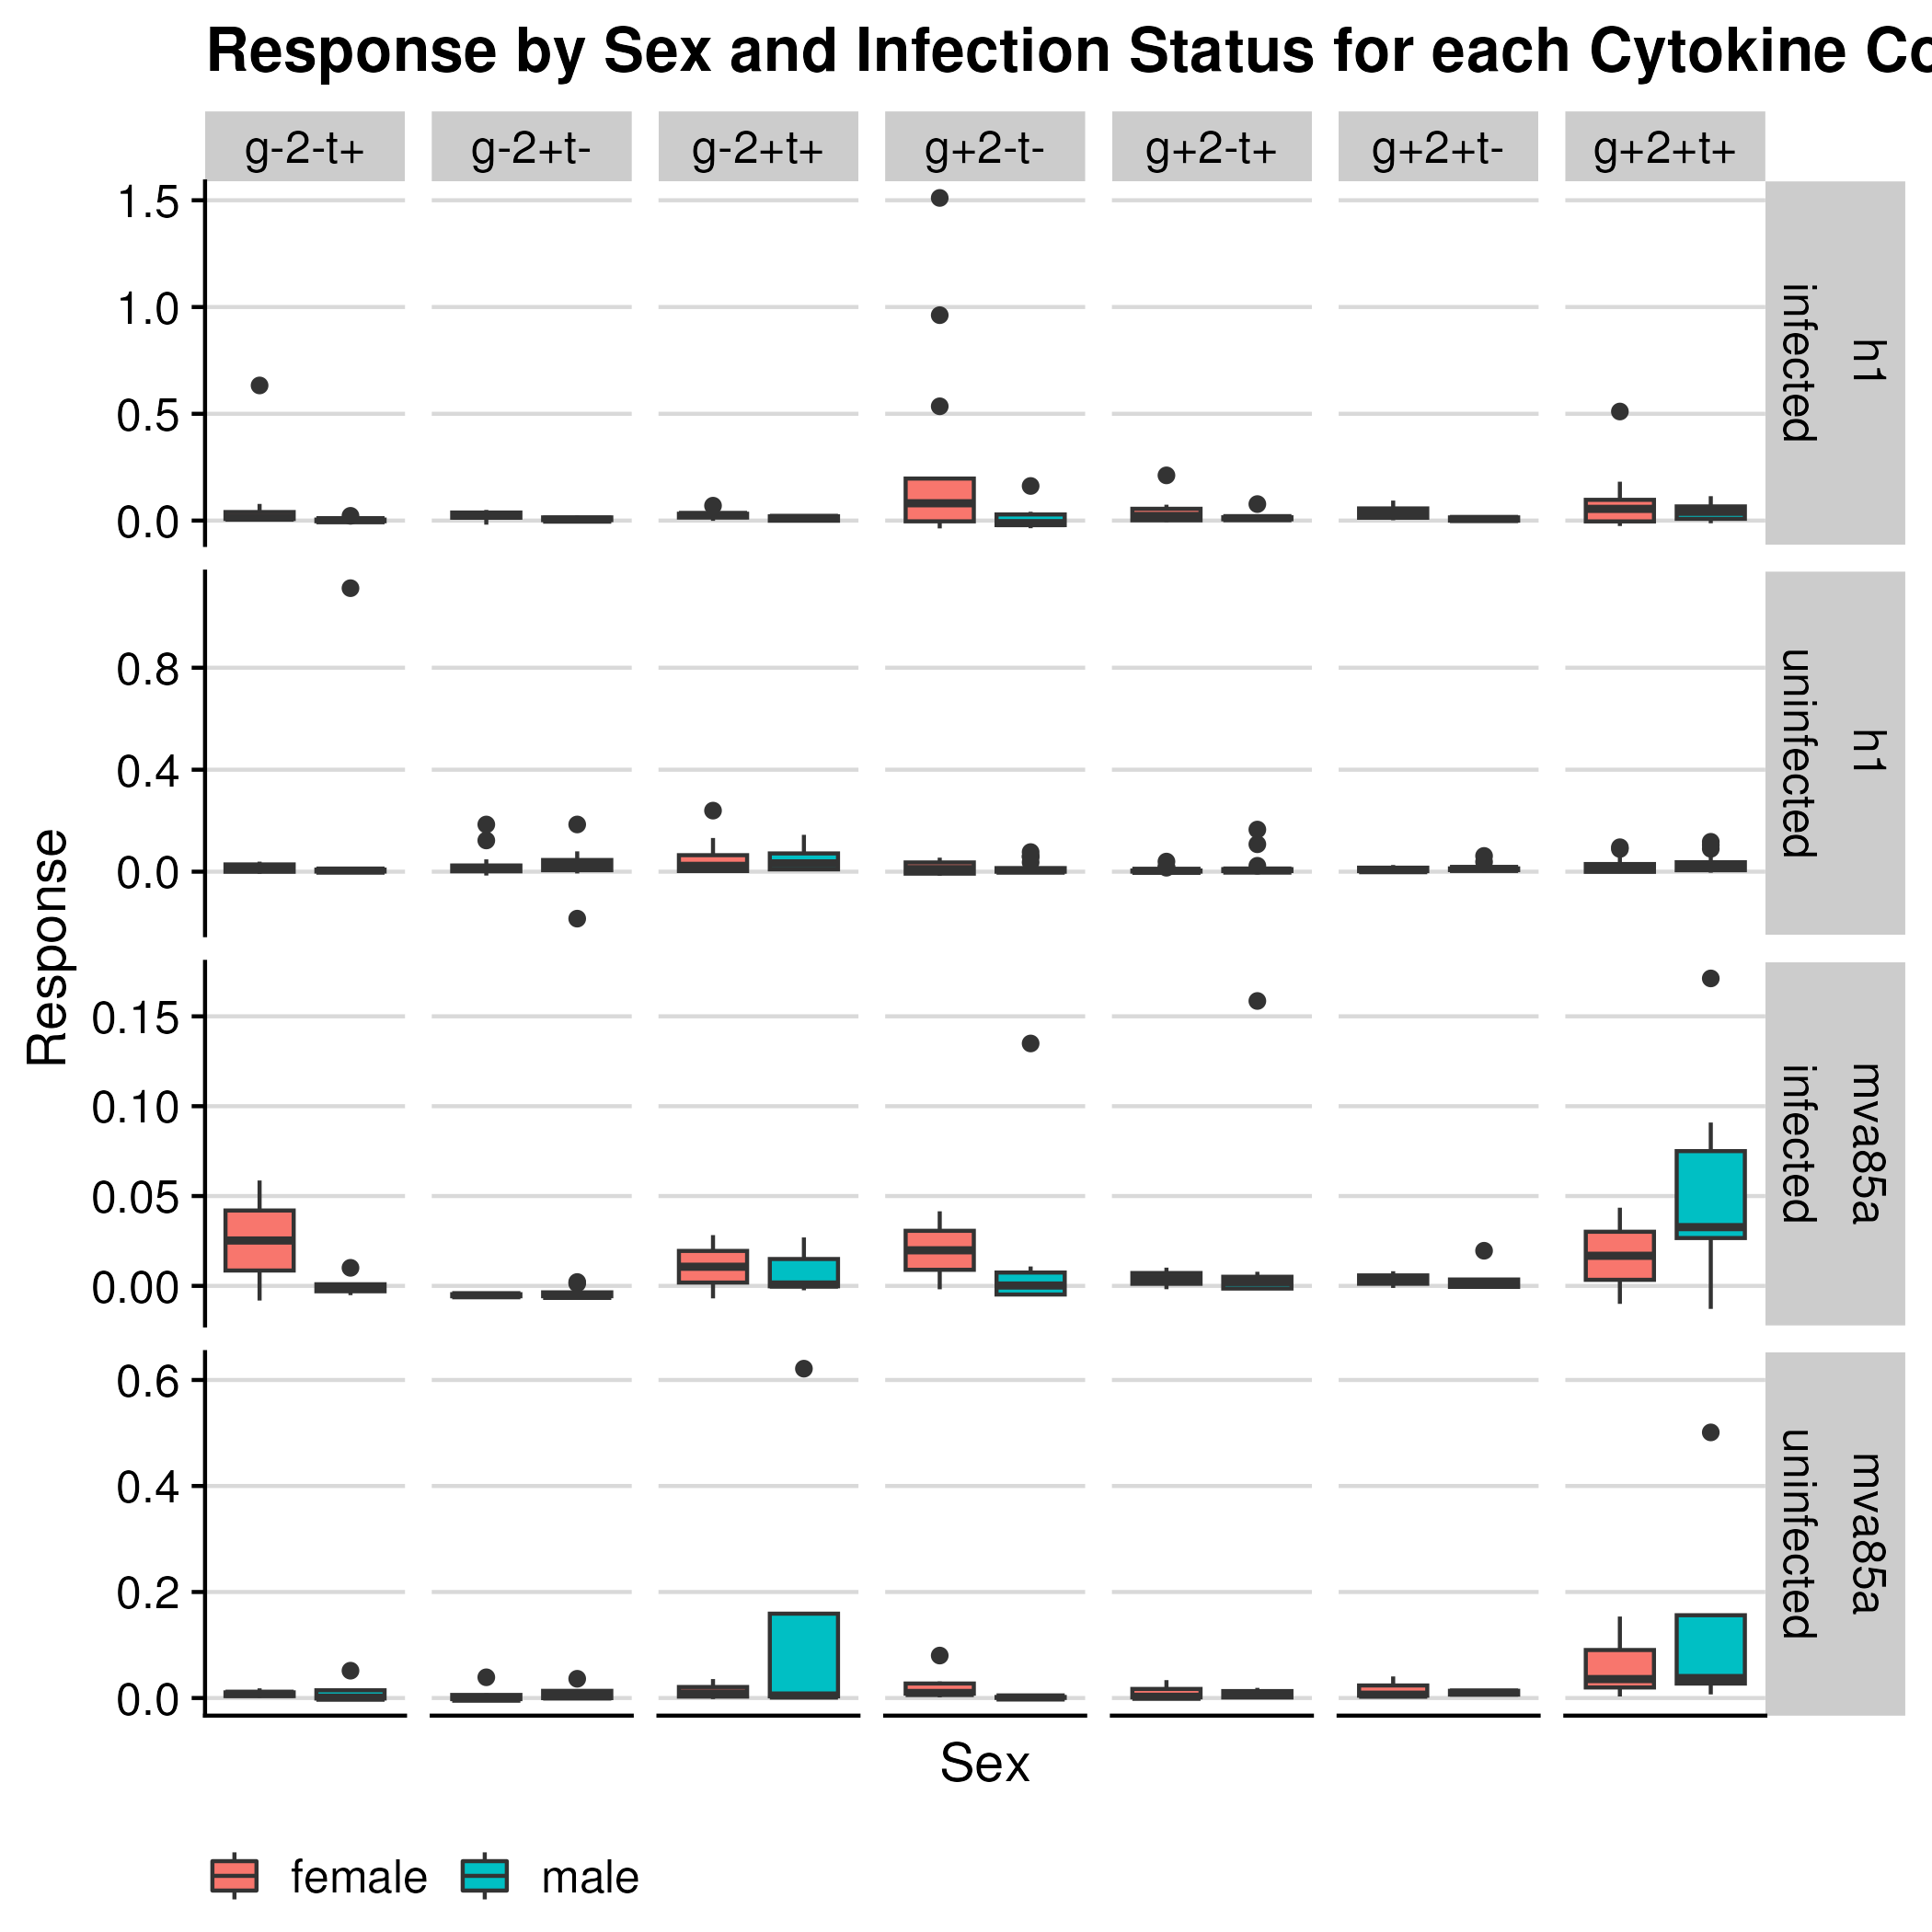 Response by Sex and Infection Status for each Cytokine
g-2-t+ g-2+t- g-2+t+ g+2-t- g+2-t+ g+2+t- g+2+t+
1.5
1.0
0.5
0.0
h1
infected
0.8
0.4
0.0
h1
uninfected
Response
0.15
0.10
0.05
0.00
mva85a
infected
0.6
0.4
0.2
0.0
mva85a
uninfected
Sex
female male